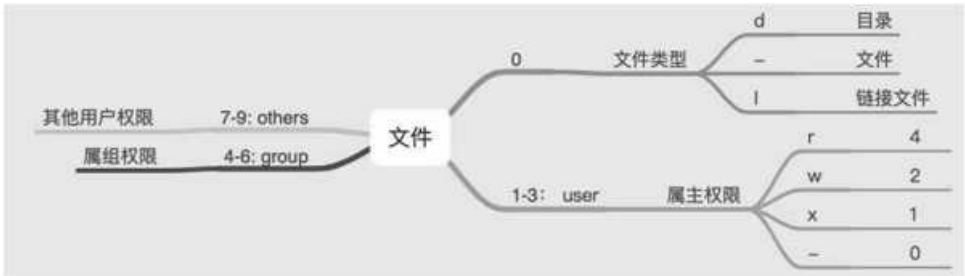 文件
0 文件类型
d 目录
- 文件
l 链接文件
1-3: user 属主权限
r 4
w 2
x 1
- 0
其他用户权限 7-9: others
属组权限 4-6: group